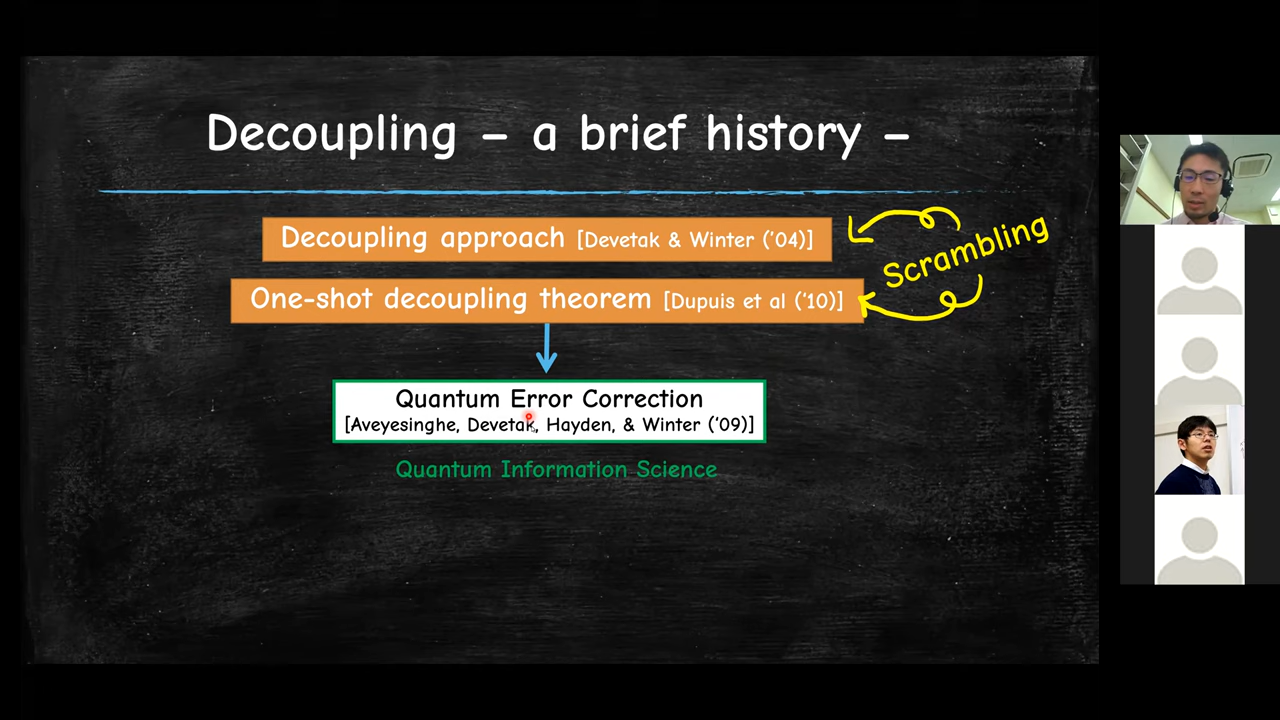 Decoupling – a brief history –
Decoupling approach [Devetak & Winter ('04)]
Scrambling
One-shot decoupling theorem [Dupuis et al ('10)]
Quantum Error Correction
[Aveyesinghe, Devetak, Hayden, & Winter ('09)]
Quantum Information Science